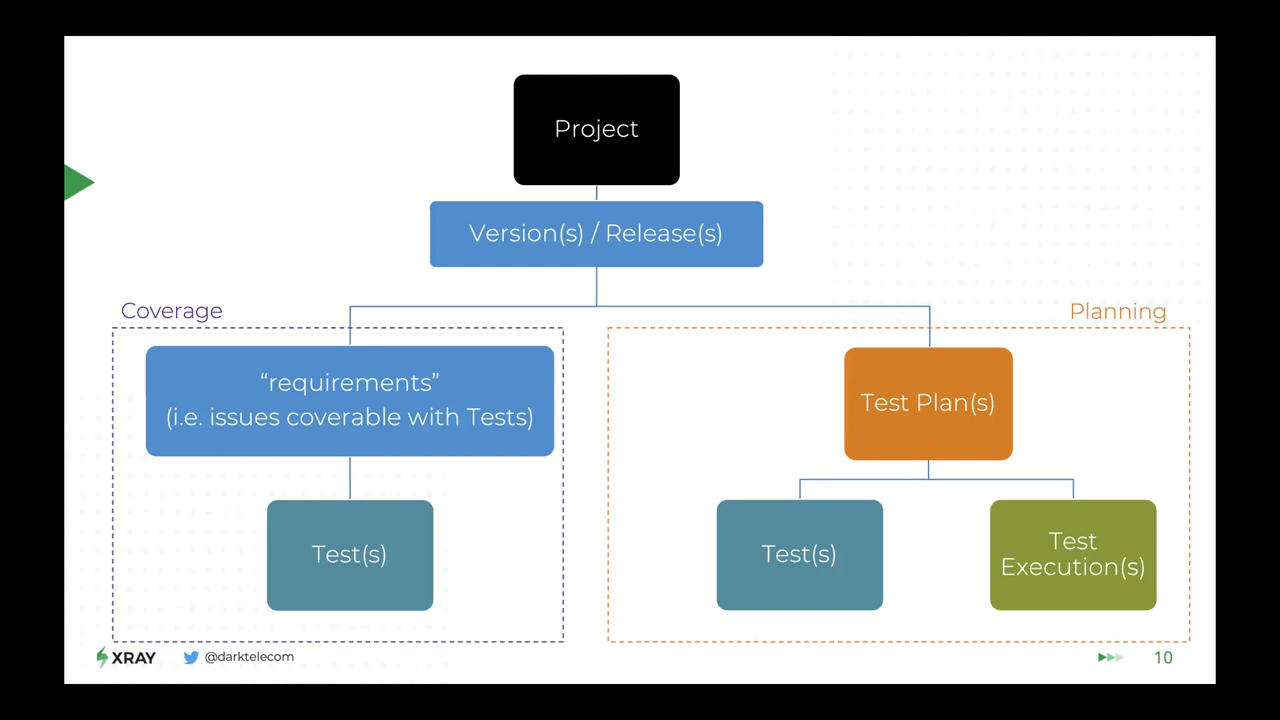 Project
Version(s) / Release(s)
Coverage
Planning
“requirements”
(i.e. issues coverable with Tests)
Test Plan(s)
Test(s)
Test(s)
Test
Execution(s)
XRAY
@darktelecom
10